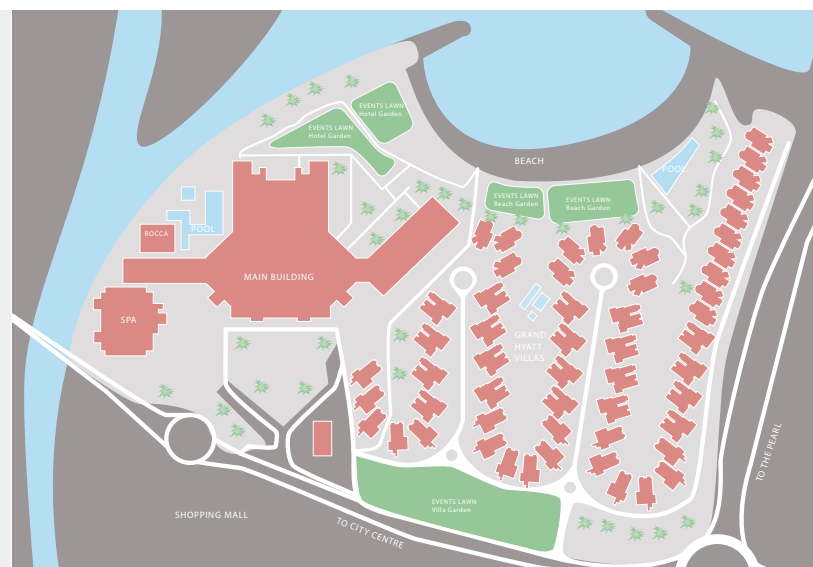 EVENTS LAWN
Hotel Garden
EVENTS LAWN
Hotel Garden
BEACH
POOL
EVENTS LAWN
Beach Garden
EVENTS LAWN
Beach Garden
ROCCA
POOL
MAIN BUILDING
SPA
GRAND
HYATT
VILLAS
TO THE PEARL
EVENTS LAWN
Villa Garden
SHOPPING MALL
TO CITY CENTRE